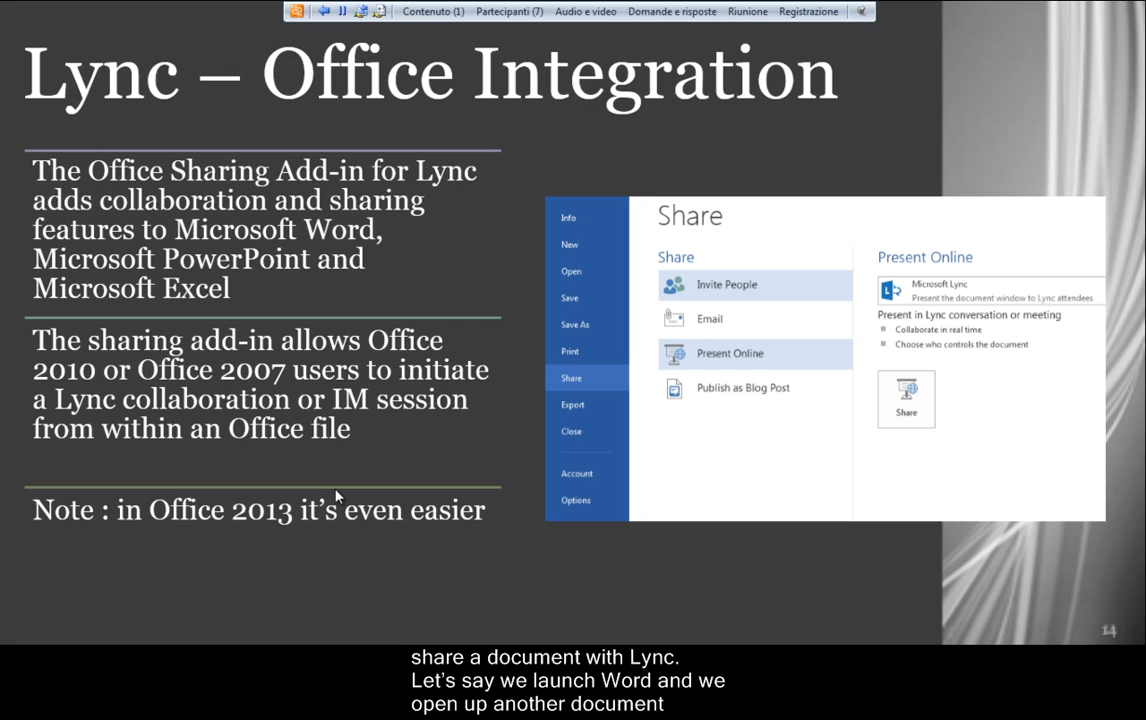 Contenuto (1) Partecipanti (7) Audio e video Domande e risposte Riunione Registrazione
Lync – Office Integration
The Office Sharing Add-in for Lync
adds collaboration and sharing
features to Microsoft Word,
Microsoft PowerPoint and
Microsoft Excel
The sharing add-in allows Office
2010 or Office 2007 users to initiate
a Lync collaboration or IM session
from within an Office file
Note : in Office 2013 it’s even easier
Info
New
Open
Save
Save As
Print
Share
Export
Close
Account
Options
Share
Share
Invite People
Email
Present Online
Publish as Blog Post
Present Online
Microsoft Lync
Present the document window to Lync attendees
Present in Lync conversation or meeting
Collaborate in real time
Choose who controls the document
Share
14
share a document with Lync.
Let’s say we launch Word and we
open up another document